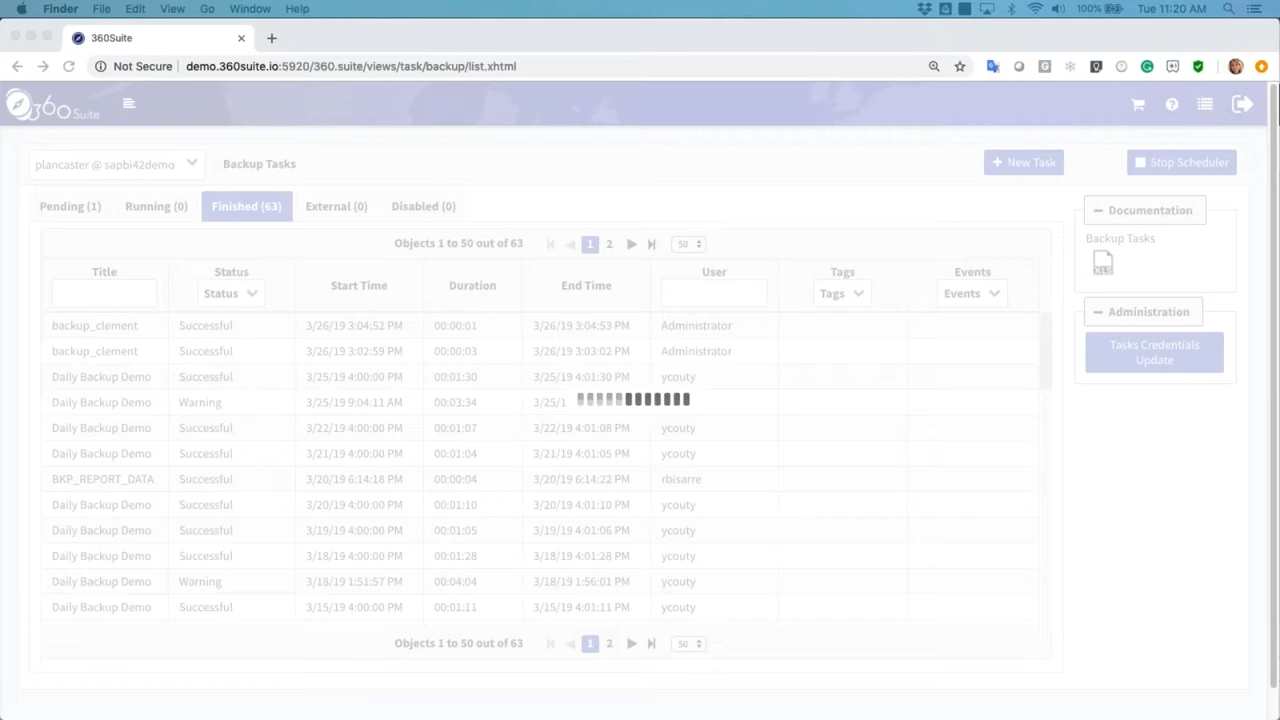 Finder File Edit View Go Window Help 100% Tue 11:20 AM
360Suite
Not Secure demo.360suite.io:5920/360.suite/views/task/backup/list.xhtml
360 Suite
plancaster @ sapbi42demo Backup Tasks + New Task Stop Scheduler
Pending (1) Running (0) Finished (63) External (0) Disabled (0)
Documentation
Backup Tasks
XLS
Administration
Tasks Credentials
Update
Objects 1 to 50 out of 63 1 2 50
Title Status Start Time Duration End Time User Tags Events
Status Tags Events
backup_clement Successful 3/26/19 3:04:52 PM 00:00:01 3/26/19 3:04:53 PM Administrator
backup_clement Successful 3/26/19 3:02:59 PM 00:00:03 3/26/19 3:03:02 PM Administrator
Daily Backup Demo Successful 3/25/19 4:00:00 PM 00:01:30 3/25/19 4:01:30 PM ycouty
Daily Backup Demo Warning 3/25/19 9:04:11 AM 00:03:34 3/25/1
Daily Backup Demo Successful 3/22/19 4:00:00 PM 00:01:07 3/22/19 4:01:08 PM ycouty
Daily Backup Demo Successful 3/21/19 4:00:00 PM 00:01:04 3/21/19 4:01:05 PM ycouty
BKP_REPORT_DATA Successful 3/20/19 6:14:18 PM 00:00:04 3/20/19 6:14:22 PM rbisarre
Daily Backup Demo Successful 3/20/19 4:00:00 PM 00:01:10 3/20/19 4:01:10 PM ycouty
Daily Backup Demo Successful 3/19/19 4:00:00 PM 00:01:05 3/19/19 4:01:06 PM ycouty
Daily Backup Demo Successful 3/18/19 4:00:00 PM 00:01:28 3/18/19 4:01:28 PM ycouty
Daily Backup Demo Warning 3/18/19 1:51:57 PM 00:04:04 3/18/19 1:56:01 PM ycouty
Daily Backup Demo Successful 3/15/19 4:00:00 PM 00:01:11 3/15/19 4:01:11 PM ycouty
Objects 1 to 50 out of 63 1 2 50